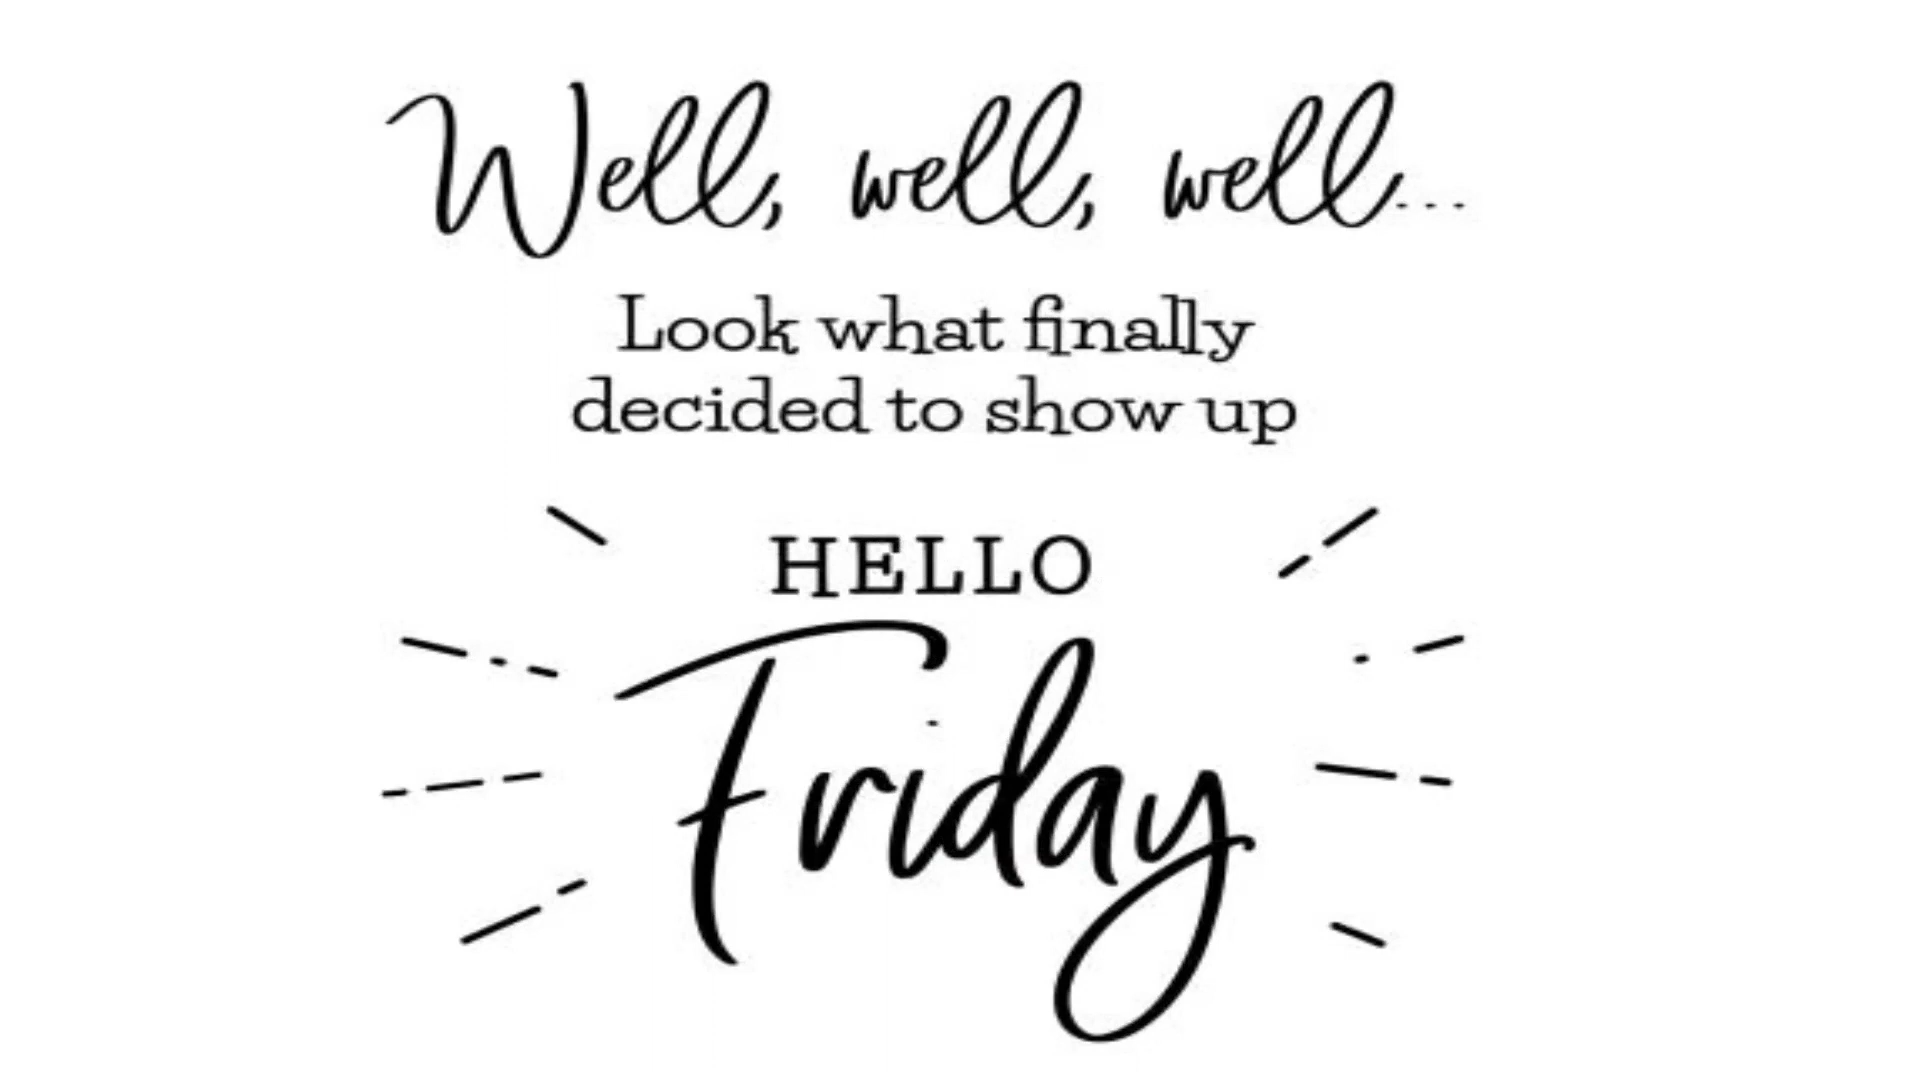 Well, well, well...
Look what finally
decided to show up
HELLO
Friday